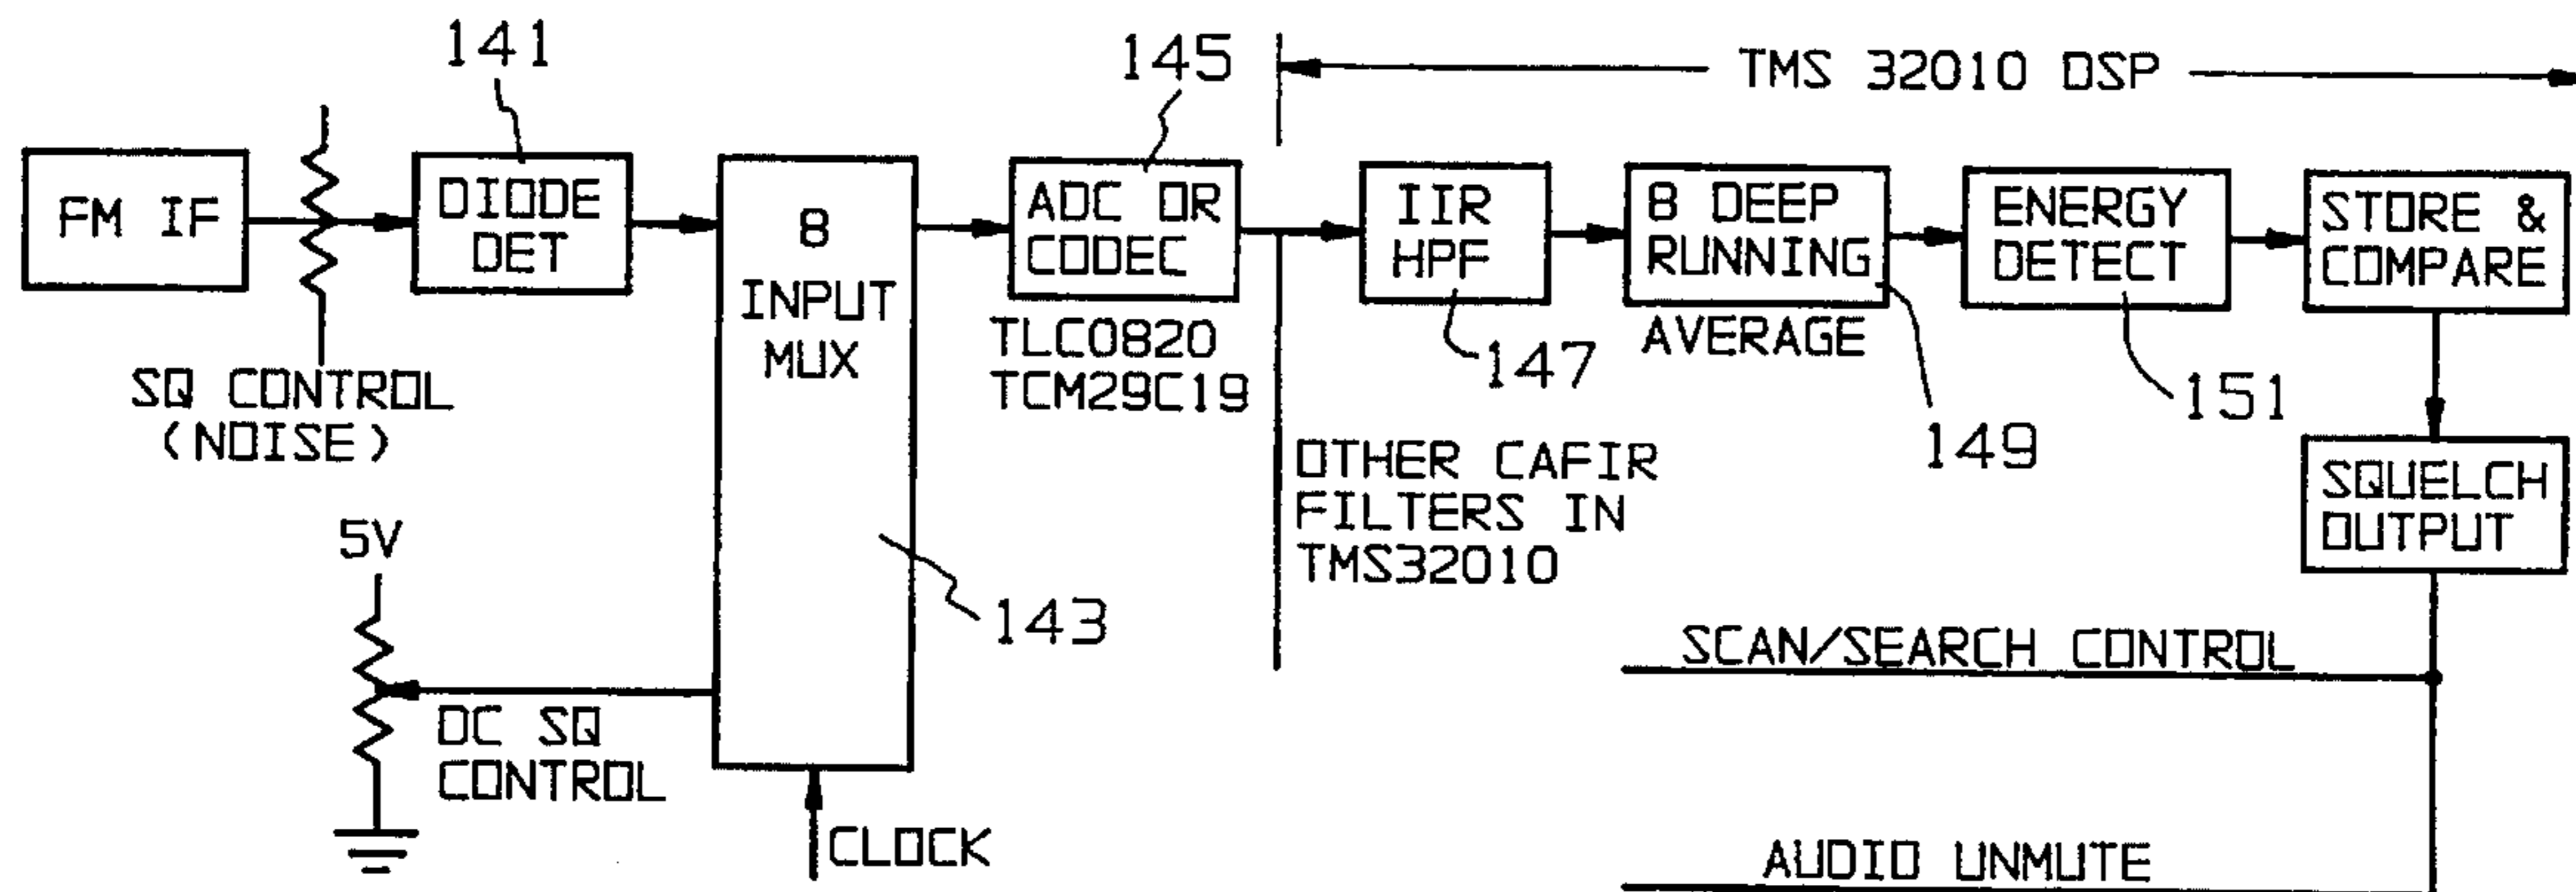 141
145
TMS 32010 DSP
FM IF
DIODE
DET
8
INPUT
MUX
ADC OR
CODEC
IIR
HPF
8 DEEP
RUNNING
AVERAGE
ENERGY
DETECT
STORE &
COMPARE
TLC0820
TCM29C19
147
149
151
SQ CONTROL
(NOISE)
OTHER CAFIR
FILTERS IN
TMS32010
SQUELCH
OUTPUT
5V
143
DC SQ
CONTROL
SCAN/SEARCH CONTROL
CLOCK
AUDIO UNMUTE